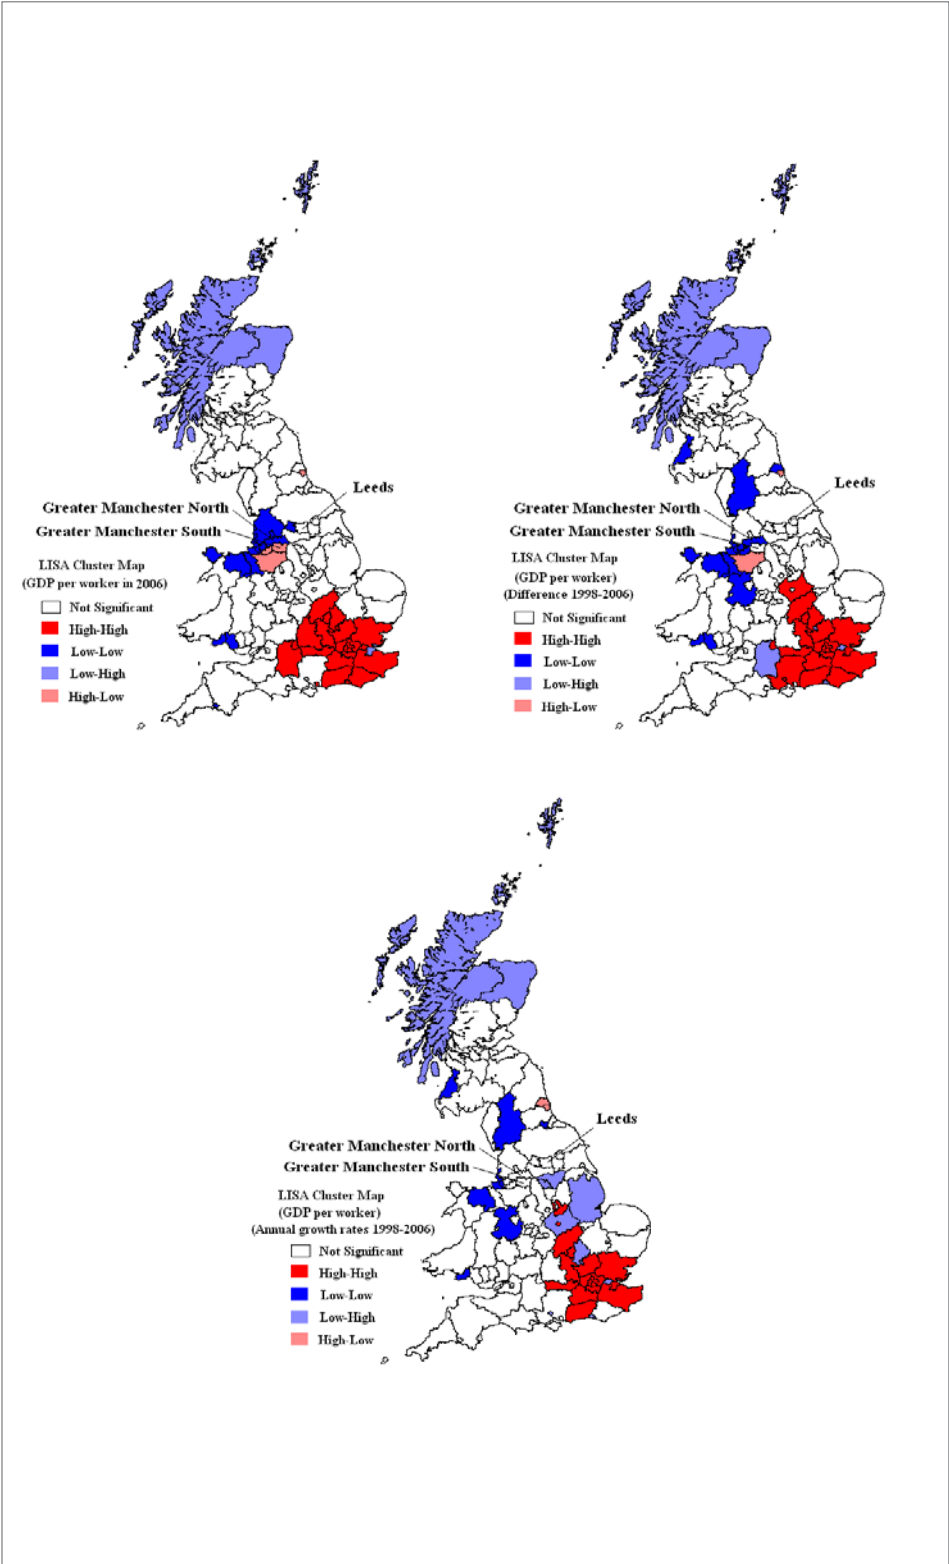 Leeds
Greater Manchester North
Greater Manchester South
LISA Cluster Map
(GDP per worker in 2006)
Not Significant
High-High
Low-Low
Low-High
High-Low
Leeds
Greater Manchester North
Greater Manchester South
LISA Cluster Map
(GDP per worker)
(Difference 1998-2006)
Not Significant
High-High
Low-Low
Low-High
High-Low
Leeds
Greater Manchester North
Greater Manchester South
LISA Cluster Map
(GDP per worker)
(Annual growth rates 1998-2006)
Not Significant
High-High
Low-Low
Low-High
High-Low